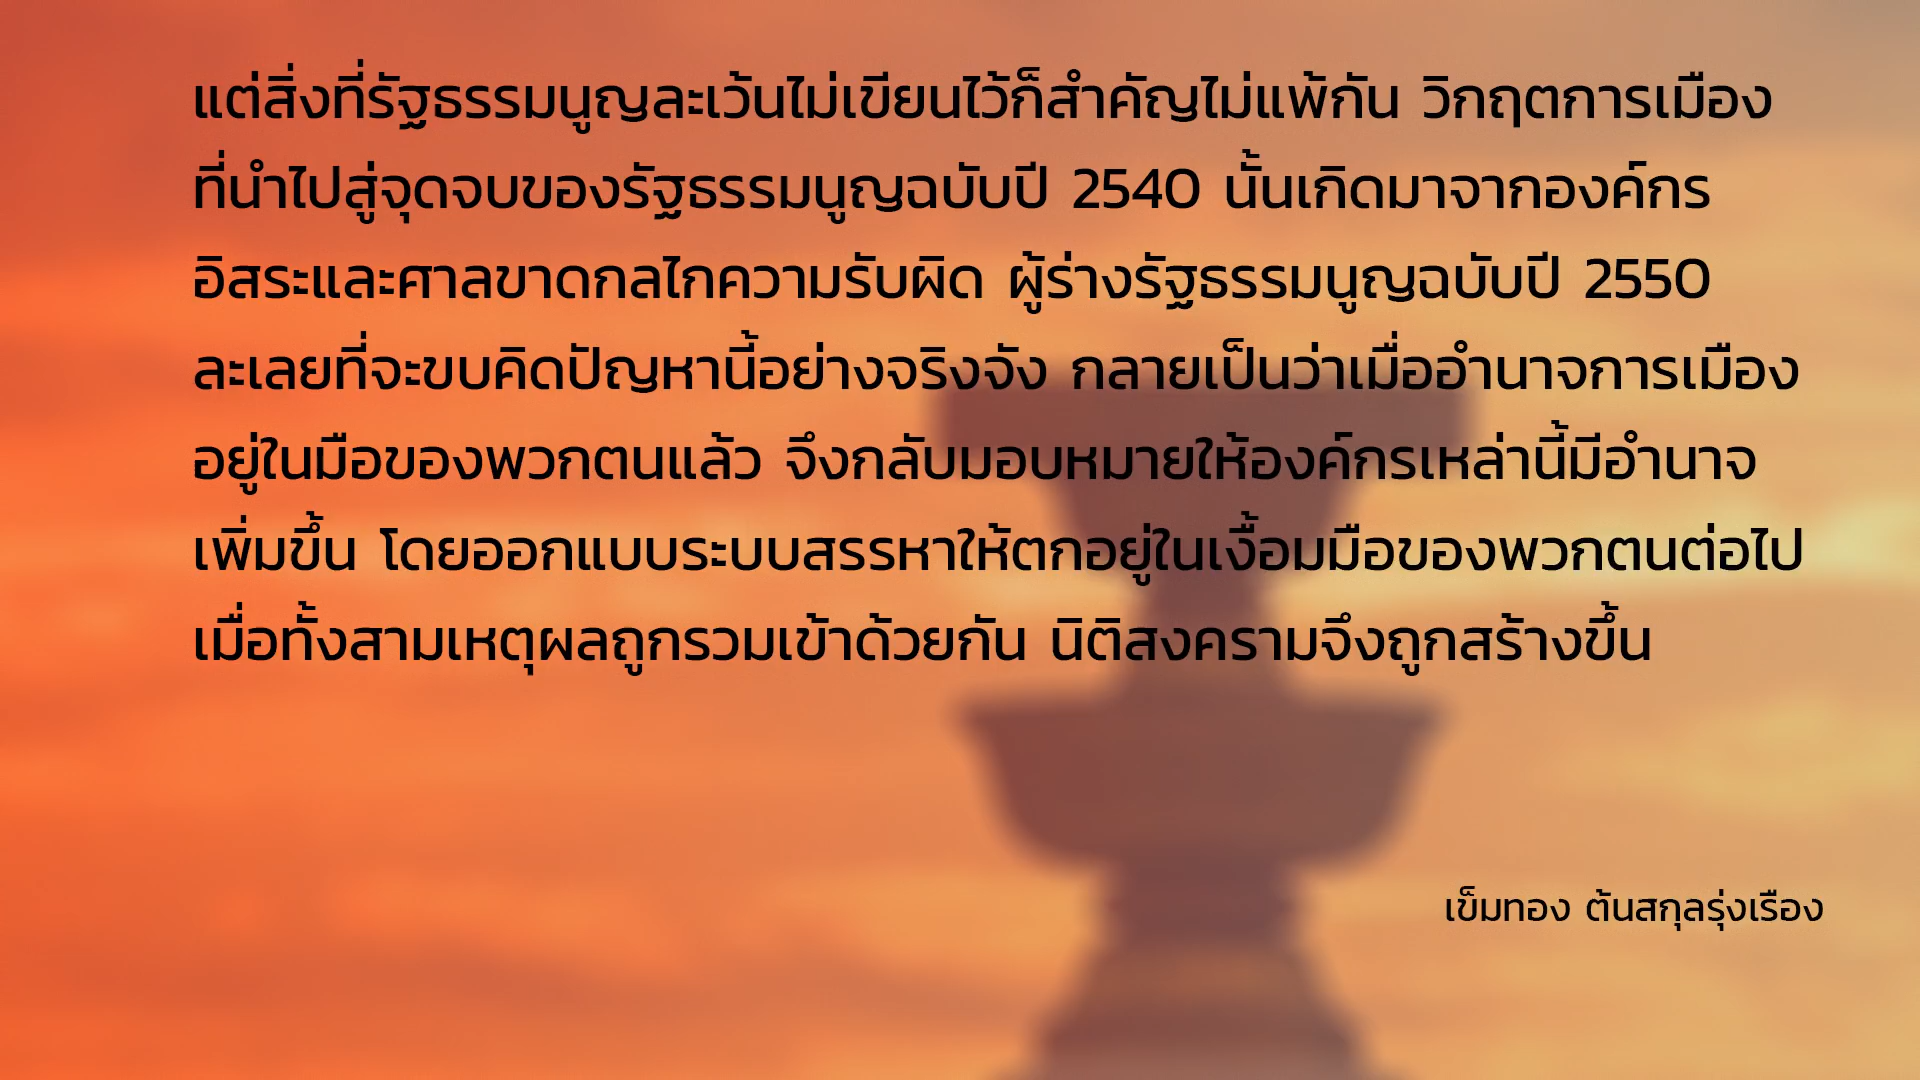 แต่สิ่งที่รัฐธรรมนูญละเว้นไม่เขียนไว้ก็สำคัญไม่แพ้กัน วิกฤตการเมือง
ที่นำไปสู่จุดจบของรัฐธรรมนูญฉบับปี 2540 นั้นเกิดมาจากองค์กร
อิสระและศาลขาดกลไกความรับผิด ผู้ร่างรัฐธรรมนูญฉบับปี 2550
ละเลยที่จะขบคิดปัญหานี้อย่างจริงจัง กลายเป็นว่าเมื่ออำนาจการเมือง
อยู่ในมือของพวกตนแล้ว จึงกลับมอบหมายให้องค์กรเหล่านี้มีอำนาจ
เพิ่มขึ้น โดยออกแบบระบบสรรหาให้ตกอยู่ในเงื้อมมือของพวกตนต่อไป
เมื่อทั้งสามเหตุผลถูกรวมเข้าด้วยกัน นิติสงครามจึงถูกสร้างขึ้น
เข็มทอง ต้นสกุลรุ่งเรือง